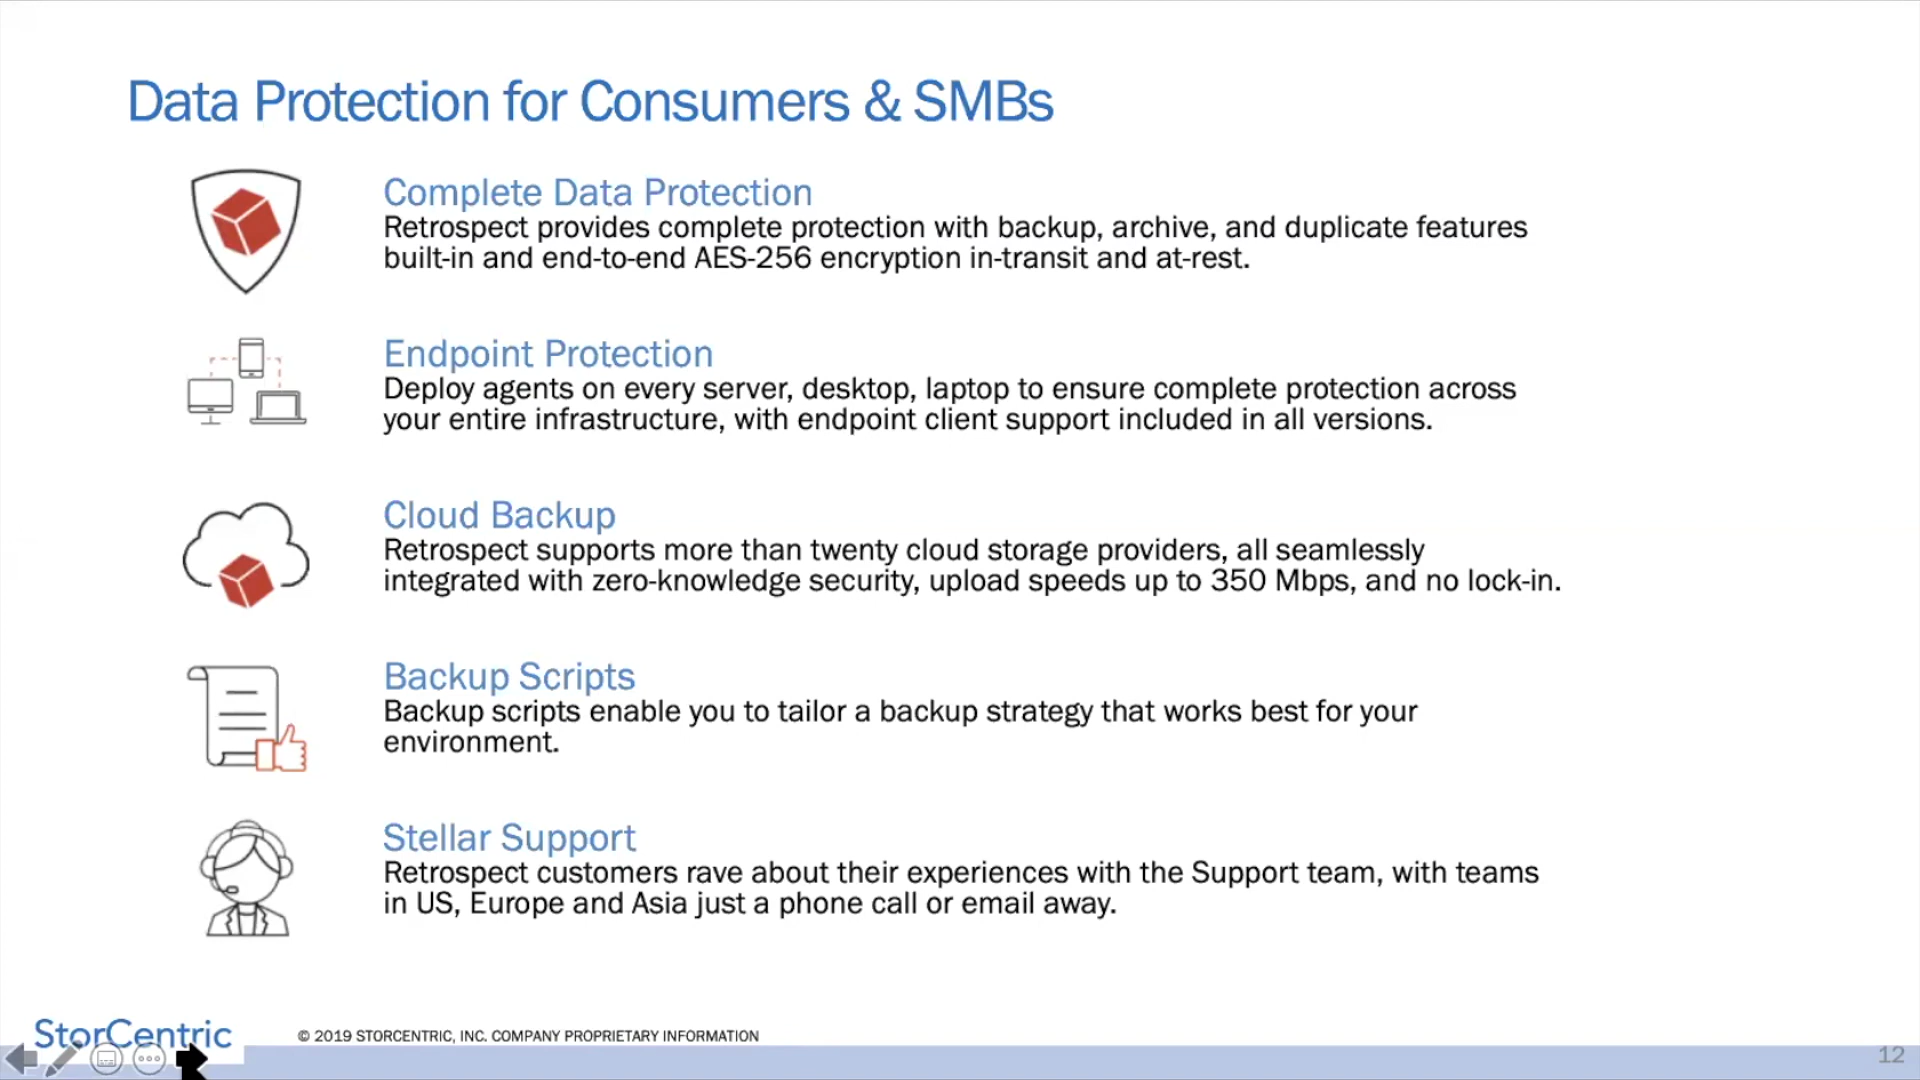 Data Protection for Consumers & SMBs
Complete Data Protection
Retrospect provides complete protection with backup, archive, and duplicate features
built-in and end-to-end AES-256 encryption in-transit and at-rest.
Endpoint Protection
Deploy agents on every server, desktop, laptop to ensure complete protection across
your entire infrastructure, with endpoint client support included in all versions.
Cloud Backup
Retrospect supports more than twenty cloud storage providers, all seamlessly
integrated with zero-knowledge security, upload speeds up to 350 Mbps, and no lock-in.
Backup Scripts
Backup scripts enable you to tailor a backup strategy that works best for your
environment.
Stellar Support
Retrospect customers rave about their experiences with the Support team, with teams
in US, Europe and Asia just a phone call or email away.
StorCentric
© 2019 STORCENTRIC, INC. COMPANY PROPRIETARY INFORMATION
12